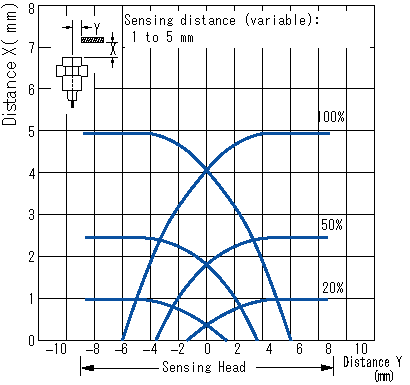 Distance X( mm)
8
7
6
5
4
3
2
1
0
Y
X
Sensing distance (variable):
1 to 5 mm
100%
50%
20%
-10 -8 -6 -4 -2 0 2 4 6 8 10
Distance Y
(mm)
Sensing Head